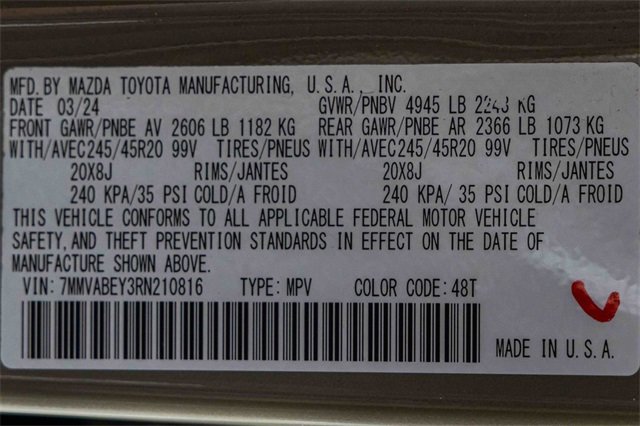 MFD. BY MAZDA TOYOTA MANUFACTURING, U.S.A., INC.
DATE 03/24 GVWR/PNBV 4945 LB 2243 KG
FRONT GAWR/PNBE AV 2606 LB 1182 KG REAR GAWR/PNBE AR 2366 LB 1073 KG
WITH/AVEC 245/45R20 99V TIRES/PNEUS WITH/AVEC 245/45R20 99V TIRES/PNEUS
20X8J RIMS/JANTES 20X8J RIMS/JANTES
240 KPA/35 PSI COLD/A FROID 240 KPA/ 35 PSI COLD/A FROID
THIS VEHICLE CONFORMS TO ALL APPLICABLE FEDERAL MOTOR VEHICLE
SAFETY, AND THEFT PREVENTION STANDARDS IN EFFECT ON THE DATE OF
MANUFACTURE SHOWN ABOVE.
VIN: 7MMVABEY3RN210816 TYPE: MPV COLOR CODE: 48T
MADE IN U.S.A.